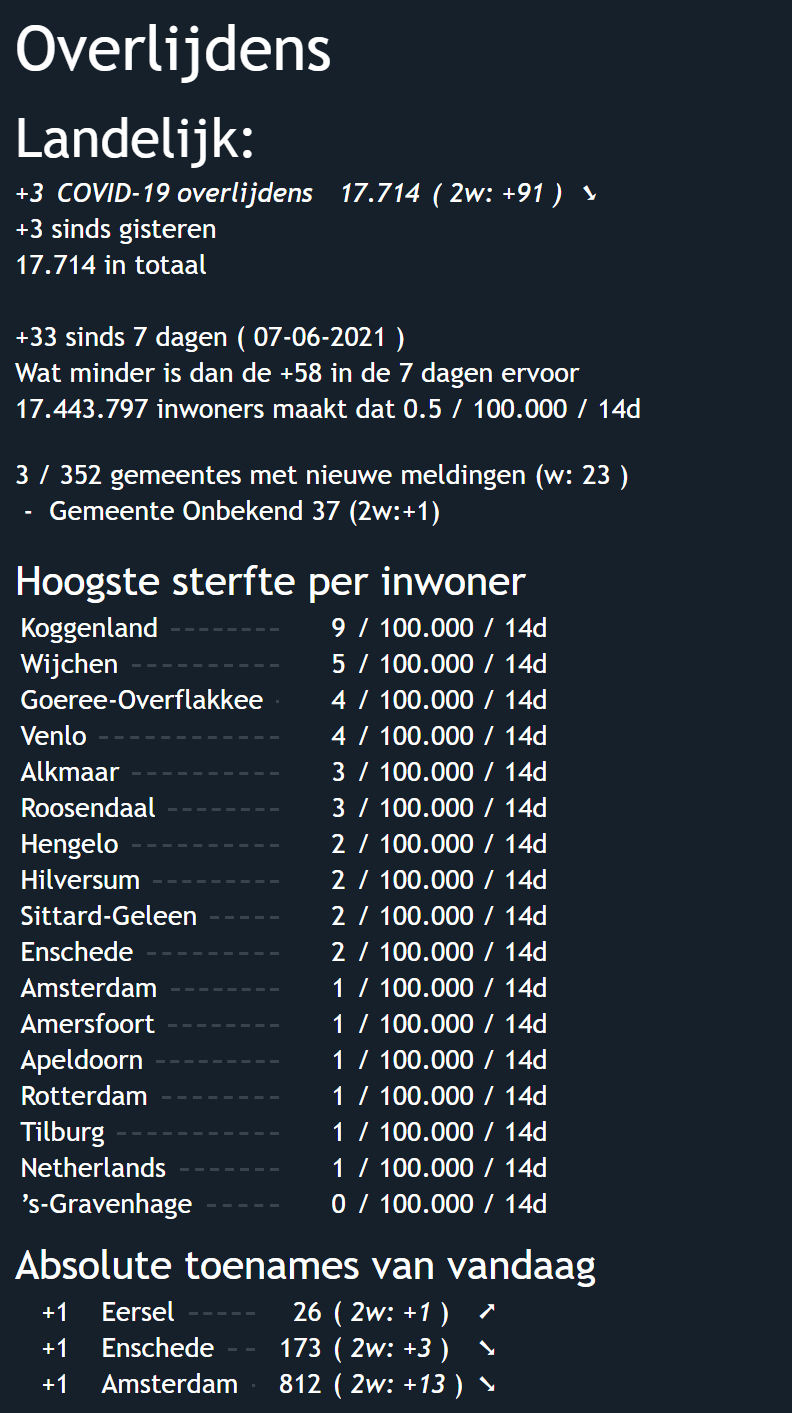 Overlijdens
Landelijk:
+3 COVID-19 overlijdens 17.714 ( 2w: +91 ) ➘
+3 sinds gisteren
17.714 in totaal
+33 sinds 7 dagen ( 07-06-2021 )
Wat minder is dan de +58 in de 7 dagen ervoor
17.443.797 inwoners maakt dat 0.5 / 100.000 / 14d
3 / 352 gemeentes met nieuwe meldingen (w: 23 )
- Gemeente Onbekend 37 (2w:+1)
Hoogste sterfte per inwoner
Koggenland -------- 9 / 100.000 / 14d
Wijchen ----------- 5 / 100.000 / 14d
Goeree-Overflakkee - 4 / 100.000 / 14d
Venlo ------------- 4 / 100.000 / 14d
Alkmaar ----------- 3 / 100.000 / 14d
Roosendaal -------- 3 / 100.000 / 14d
Hengelo ----------- 2 / 100.000 / 14d
Hilversum --------- 2 / 100.000 / 14d
Sittard-Geleen ----- 2 / 100.000 / 14d
Enschede --------- 2 / 100.000 / 14d
Amsterdam -------- 1 / 100.000 / 14d
Amersfoort -------- 1 / 100.000 / 14d
Apeldoorn --------- 1 / 100.000 / 14d
Rotterdam -------- 1 / 100.000 / 14d
Tilburg ------------ 1 / 100.000 / 14d
Netherlands ------- 1 / 100.000 / 14d
’s-Gravenhage ----- 0 / 100.000 / 14d
Absolute toenames van vandaag
+1 Eersel ----- 26 ( 2w: +1 ) ➚
+1 Enschede -- 173 ( 2w: +3 ) ➘
+1 Amsterdam - 812 ( 2w: +13 ) ➘